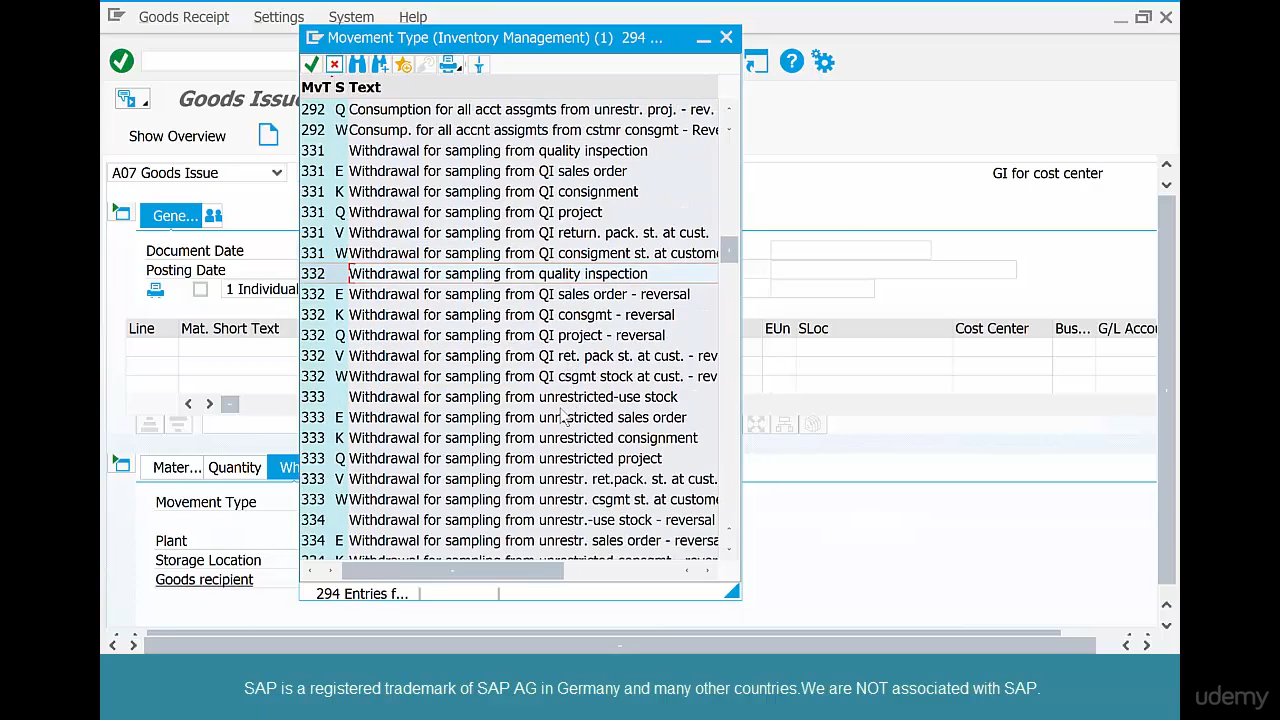 Goods Receipt Settings System Help
Movement Type (Inventory Management) (1) 294 ...
Goods Issu
MvT S Text
292 Q Consumption for all acct assgmts from unrestr. proj. - rev.
Show Overview
292 W Consump. for all accnt assigmts from cstmr consgmt - Reve
331 Withdrawal for sampling from quality inspection
A07 Goods Issue
331 E Withdrawal for sampling from QI sales order
GI for cost center
331 K Withdrawal for sampling from QI consignment
Gene...
331 Q Withdrawal for sampling from QI project
331 V Withdrawal for sampling from QI return. pack. st. at cust.
Document Date
331 W Withdrawal for sampling from QI consigment st. at custome
Posting Date
332 Withdrawal for sampling from quality inspection
1 Individual
332 E Withdrawal for sampling from QI sales order - reversal
332 K Withdrawal for sampling from QI consgmt - reversal
Line Mat. Short Text
332 Q Withdrawal for sampling from QI project - reversal
EUn SLoc Cost Center Bus... G/L Acco
332 V Withdrawal for sampling from QI ret. pack st. at cust. - rev
332 W Withdrawal for sampling from QI csgmt stock at cust. - rev
333 Withdrawal for sampling from unrestricted-use stock
333 E Withdrawal for sampling from unrestricted sales order
333 K Withdrawal for sampling from unrestricted consignment
333 Q Withdrawal for sampling from unrestricted project
Mater... Quantity Wh
333 V Withdrawal for sampling from unrestr. ret.pack. st. at cust.
333 W Withdrawal for sampling from unrestr. csgmt st. at custome
Movement Type
334 Withdrawal for sampling from unrestr.-use stock - reversal
Plant
334 E Withdrawal for sampling from unrestr. sales order - reversa
Storage Location
334 K Withdrawal for sampling from unrestricted consgmt - revers
Goods recipient
294 Entries f...
SAP is a registered trademark of SAP AG in Germany and many other countries.We are NOT associated with SAP.
udemy